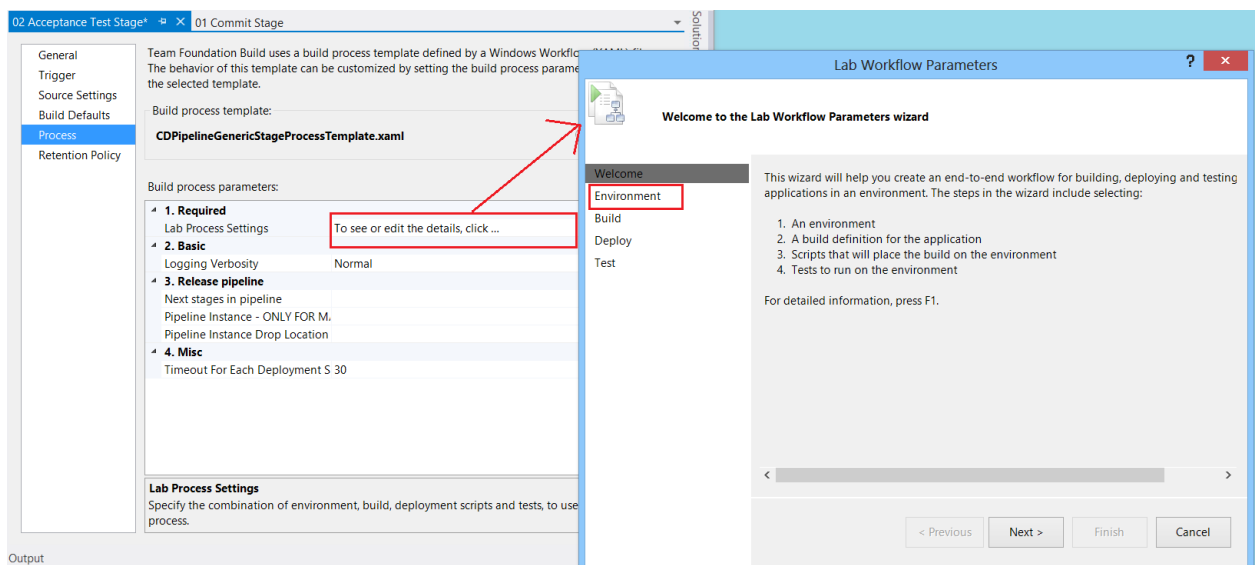 02 Acceptance Test Stage*
01 Commit Stage
General
Trigger
Source Settings
Build Defaults
Process
Retention Policy
Team Foundation Build uses a build process template defined by a Windows
The behavior of this template can be customized by setting the build process
the selected template.
Build process template:
CDPipelineGenericStageProcessTemplate.xaml
Build process parameters:
1. Required
Lab Process Settings To see or edit the details, click ...
2. Basic
Logging Verbosity Normal
3. Release pipeline
Next stages in pipeline
Pipeline Instance - ONLY FOR
Pipeline Instance Drop Location
4. Misc
Timeout For Each Deployment S 30
Lab Process Settings
Specify the combination of environment, build, deployment scripts and tests, to use
process.
Output
Lab Workflow Parameters
?
Welcome to the Lab Workflow Parameters wizard
Welcome
Environment
Build
Deploy
Test
This wizard will help you create an end-to-end workflow for building, deploying and testing
applications in an environment. The steps in the wizard include selecting:
1. An environment
2. A build definition for the application
3. Scripts that will place the build on the environment
4. Tests to run on the environment
For detailed information, press F1.
< Previous
Next >
Finish
Cancel